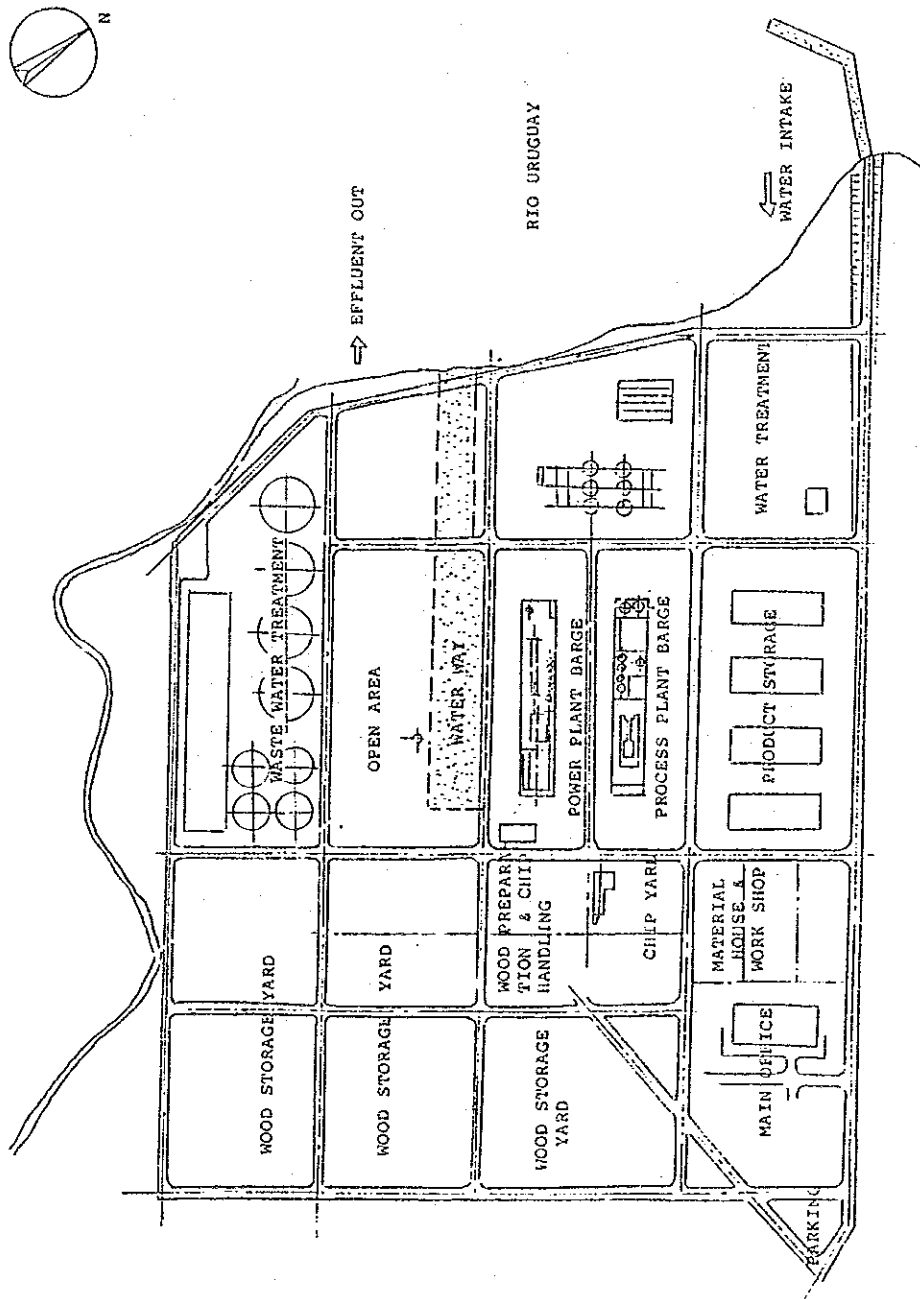 N
RIO URUGUAY
WATER INTAKE
EFFLUENT OUT
WASTE WATER TREATMENT
OPEN AREA
WATER WAY
POWER PLANT BARGE
PROCESS PLANT BARGE
WATER TREATMENT
PRODUCT STORAGE
WOOD STORAGE YARD
WOOD STORAGE YARD
WOOD PREPARA
TION & CHIP
HANDLING
CHIP YARD
MATERIAL
HOUSE &
WORK SHOP
WOOD STORAGE
YARD
MAIN OFFICE
PARKING